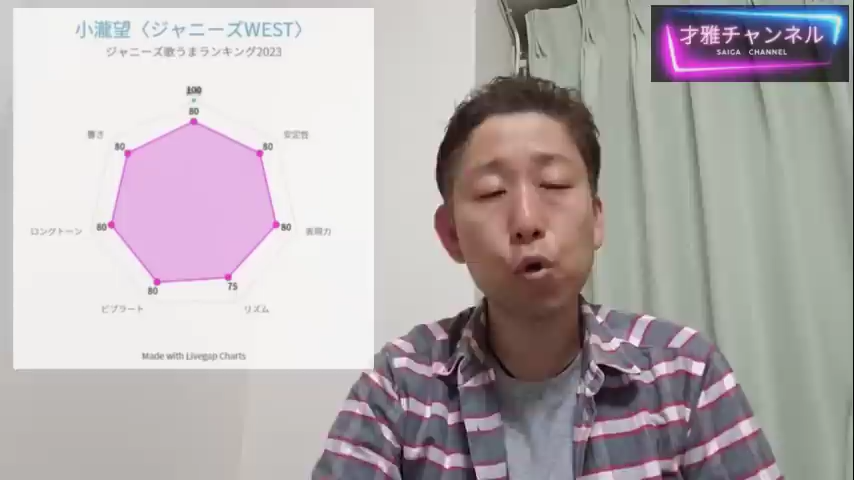 小瀧望〈ジャニーズWEST〉
ジャニーズ歌うまランキング2023
100
80
響き
80
80
安定性
ロングトーン
80
80
表現力
80
75
ビブラート
リズム
Made with Livegap Charts
才雅チャンネル
SAIGA CHANNEL